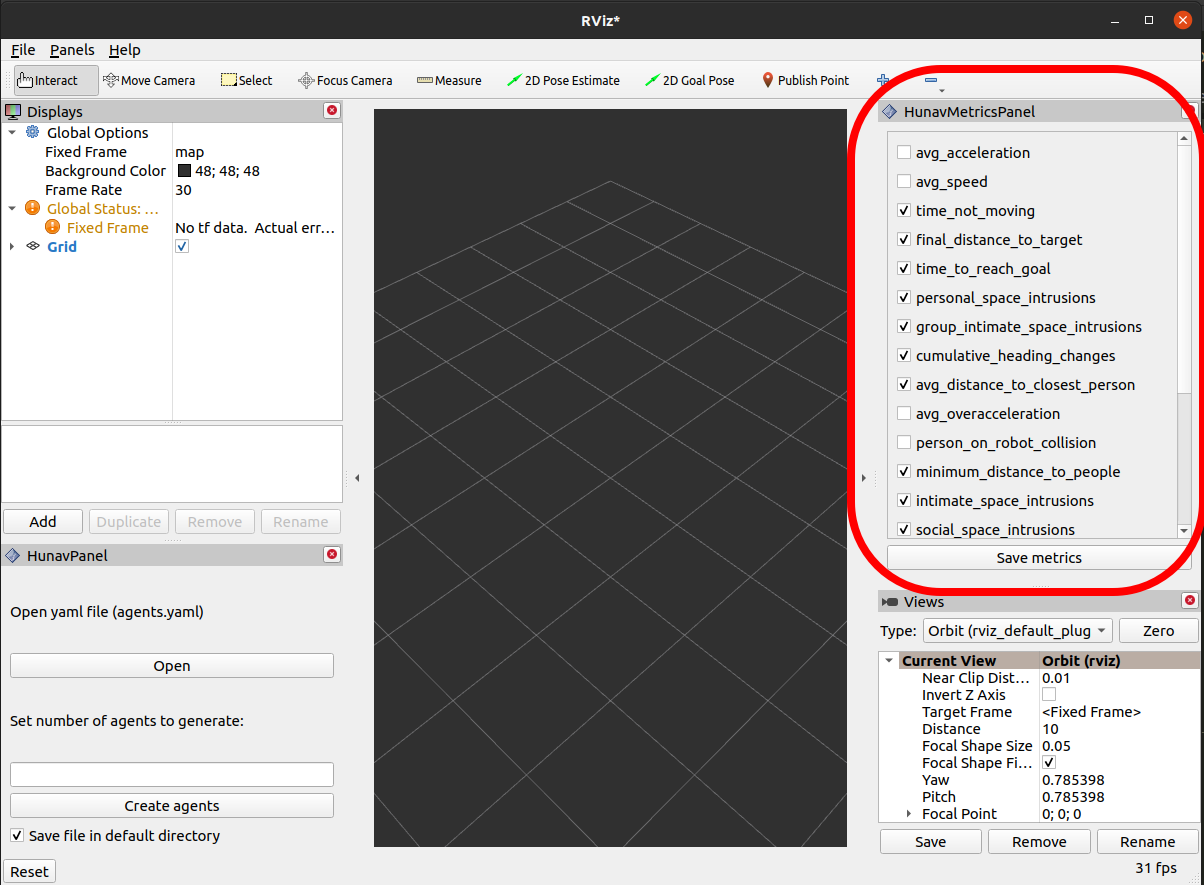 RViz*
File Panels Help
Interact Move Camera Select Focus Camera Measure 2D Pose Estimate 2D Goal Pose Publish Point
Displays
Global Options
Fixed Frame map
Background Color 48; 48; 48
Frame Rate 30
Global Status: ...
Fixed Frame No tf data. Actual err...
Grid
Add Duplicate Remove Rename
HunavPanel
Open yaml file (agents.yaml)
Open
Set number of agents to generate:
Create agents
Save file in default directory
Reset
HunavMetricsPanel
avg_acceleration
avg_speed
time_not_moving
final_distance_to_target
time_to_reach_goal
personal_space_intrusions
group_intimate_space_intrusions
cumulative_heading_changes
avg_distance_to_closest_person
avg_overacceleration
person_on_robot_collision
minimum_distance_to_people
intimate_space_intrusions
social_space_intrusions
Save metrics
Views
Type: Orbit (rviz_default_plug Zero
Current View Orbit (rviz)
Near Clip Dist... 0.01
Invert Z Axis
Target Frame <Fixed Frame>
Distance 10
Focal Shape Size 0.05
Focal Shape Fi...
Yaw 0.785398
Pitch 0.785398
Focal Point 0; 0; 0
Save Remove Rename
31 fps